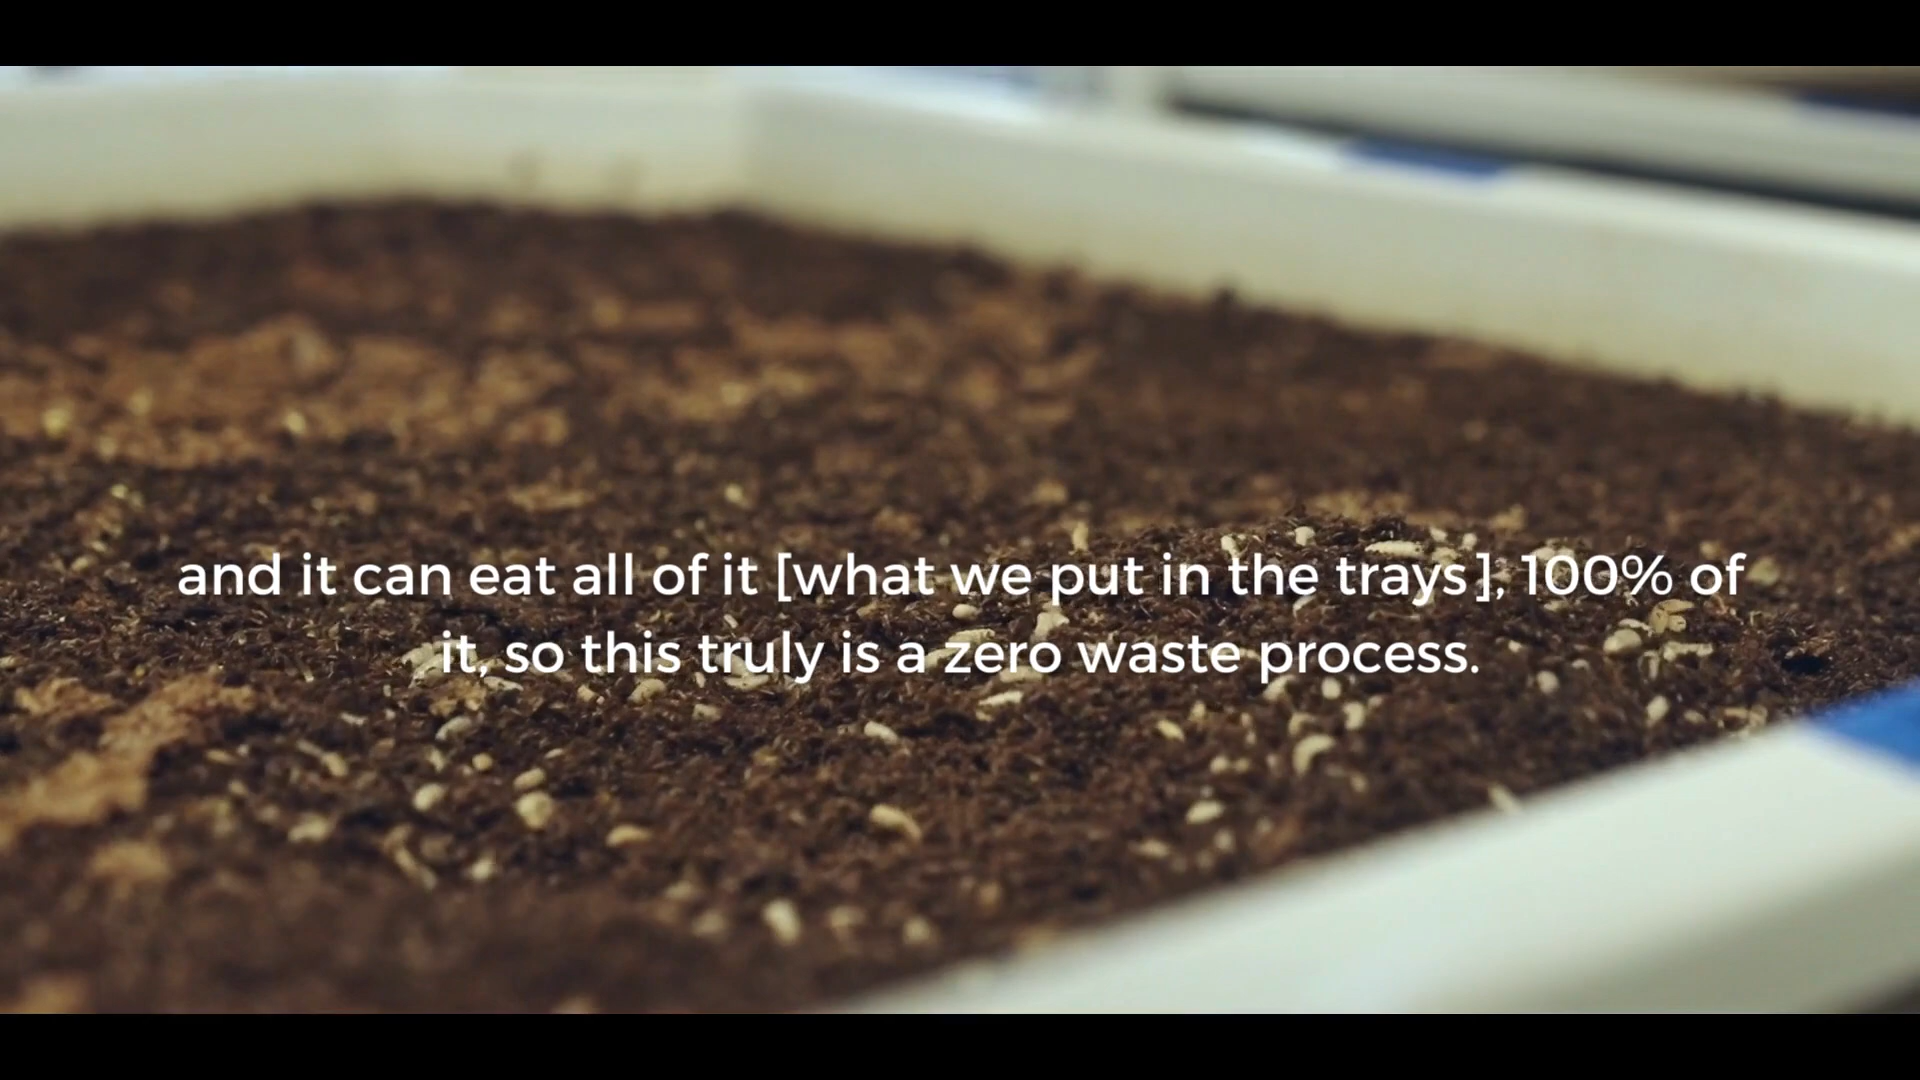 and it can eat all of it [what we put in the trays], 100% of
it, so this truly is a zero waste process.